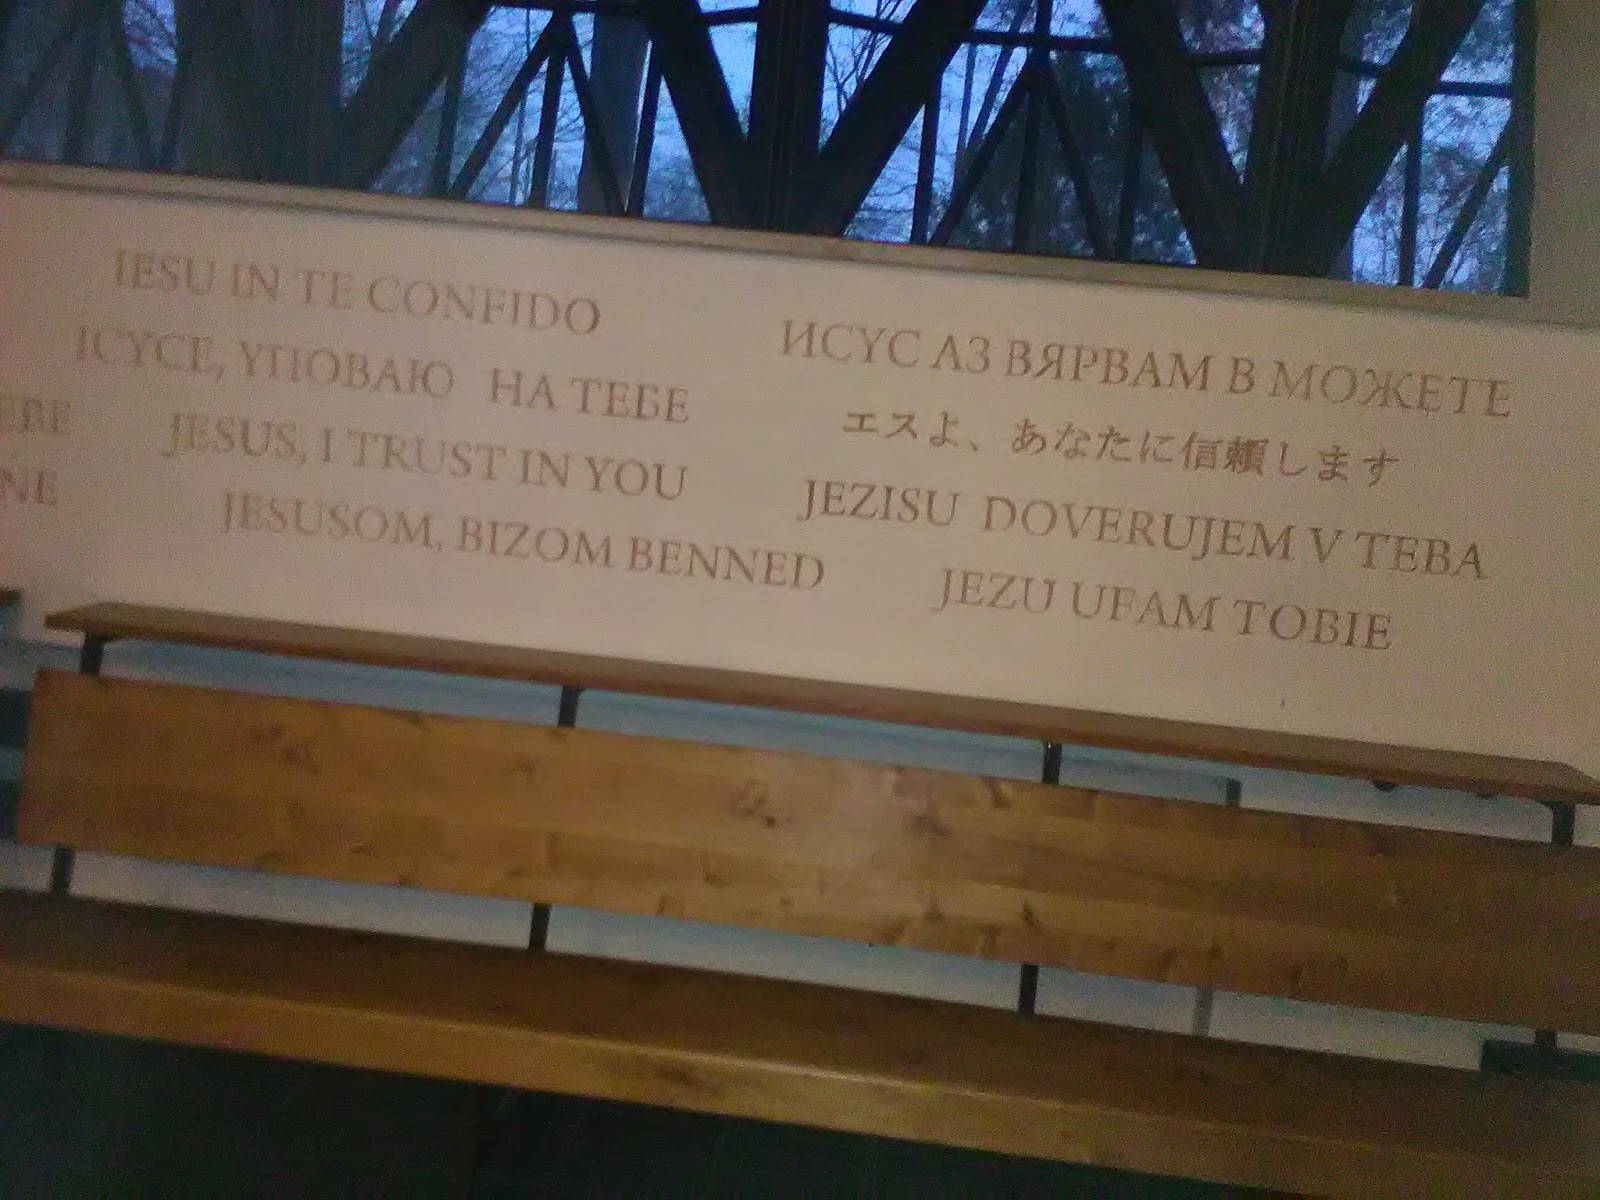 IESU IN TE CONFIDO
ІСУСЕ, УПОВАЮ НА ТЕБЕ
JESUS, I TRUST IN YOU
JESUSOM, BIZOM BENNED
ИСУС АЗ ВЯРВАМ В МОЖЕТЕ
エスよ、あなたに信頼します
JEZISU DOVERUJEM V TEBA
JEZU UFAM TOBIE